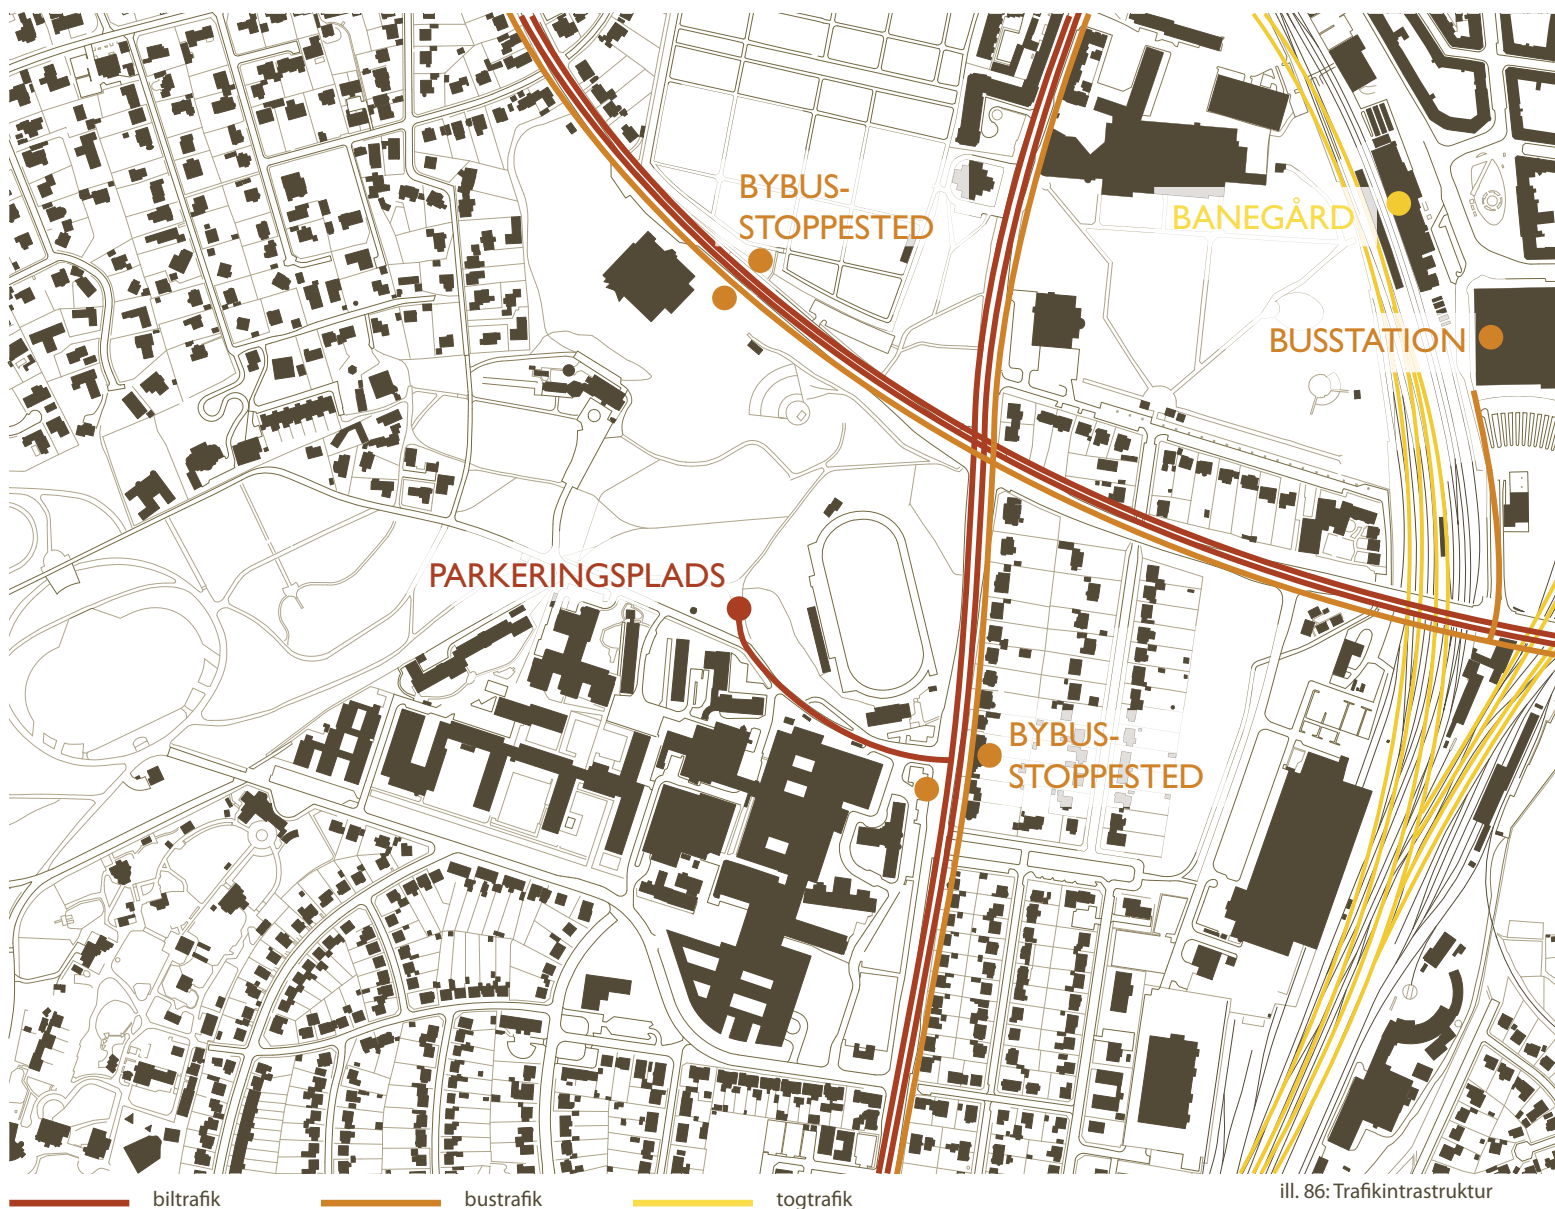 BYBUS-
STOPPESTED
BANEGÅRD
BUSSTATION
PARKERINGSPLADS
BYBUS-
STOPPESTED
biltrafik
bustrafik
togtrafik
ill. 86: Trafikintrastruktur